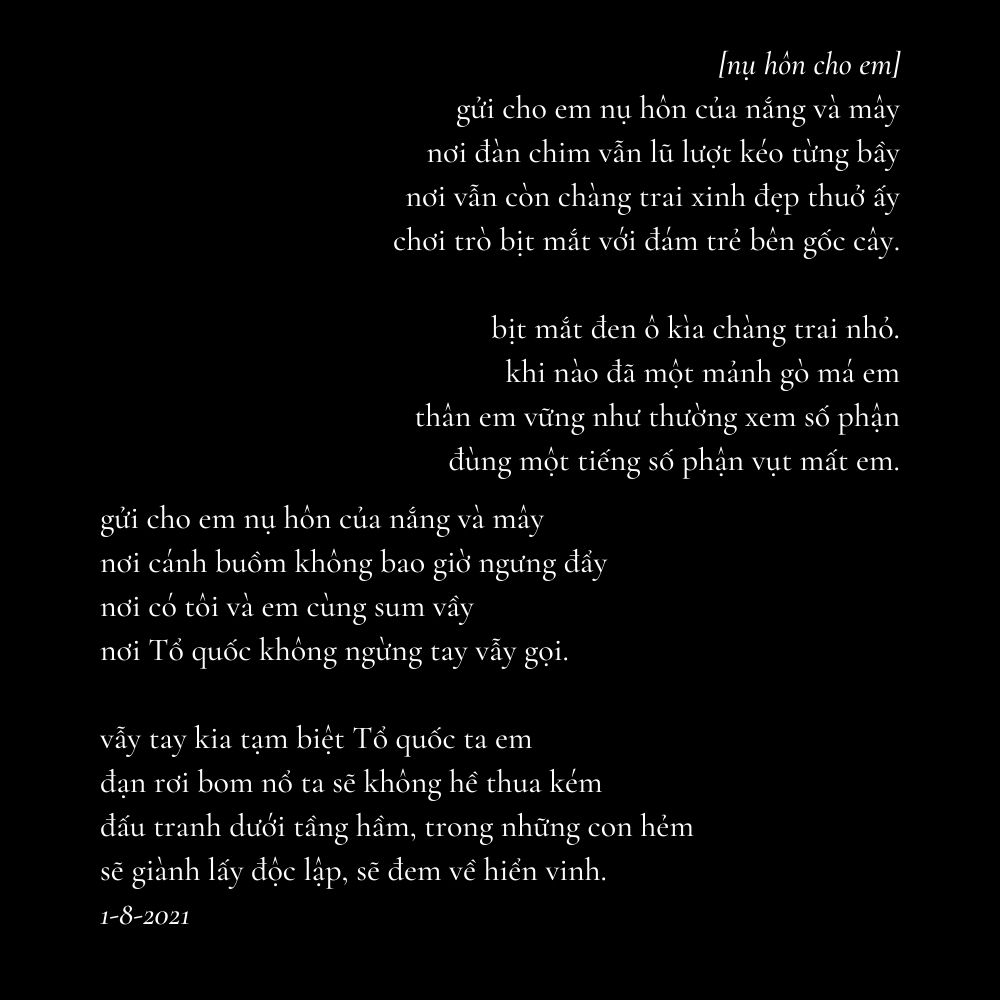 [nụ hôn cho em]
gửi cho em nụ hôn của nắng và mây
nơi đàn chim vẫn lũ lượt kéo từng bầy
nơi vẫn còn chàng trai xinh đẹp thuở ấy
chơi trò bịt mắt với đám trẻ bên gốc cây.
bịt mắt đen ô kìa chàng trai nhỏ.
khi nào đã một mảnh gò má em
thân em vững như thường xem số phận
đùng một tiếng số phận vụt mất em.
gửi cho em nụ hôn của nắng và mây
nơi cánh buồm không bao giờ ngưng đẩy
nơi có tôi và em cùng sum vầy
nơi Tổ quốc không ngừng tay vẫy gọi.
vẫy tay kia tạm biệt Tổ quốc ta em
đạn rơi bom nổ ta sẽ không hề thua kém
đấu tranh dưới tầng hầm, trong những con hẻm
sẽ giành lấy độc lập, sẽ đem về hiển vinh.
1-8-2021